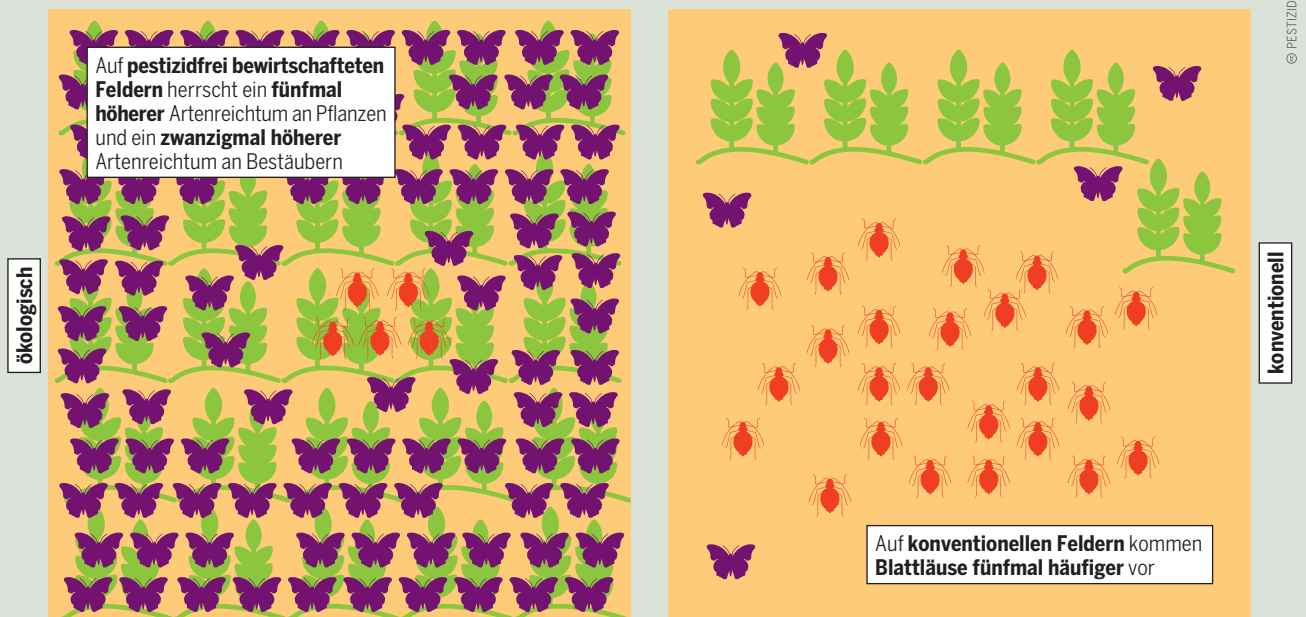 Auf pestizidfrei bewirtschafteten
Feldern herrscht ein fünfmal
höherer Artenreichtum an Pflanzen
und ein zwanzigmal höherer
Artenreichtum an Bestäubern
ökologisch
konventionell
Auf konventionellen Feldern kommen
Blattläuse fünfmal häufiger vor
PESTIZID